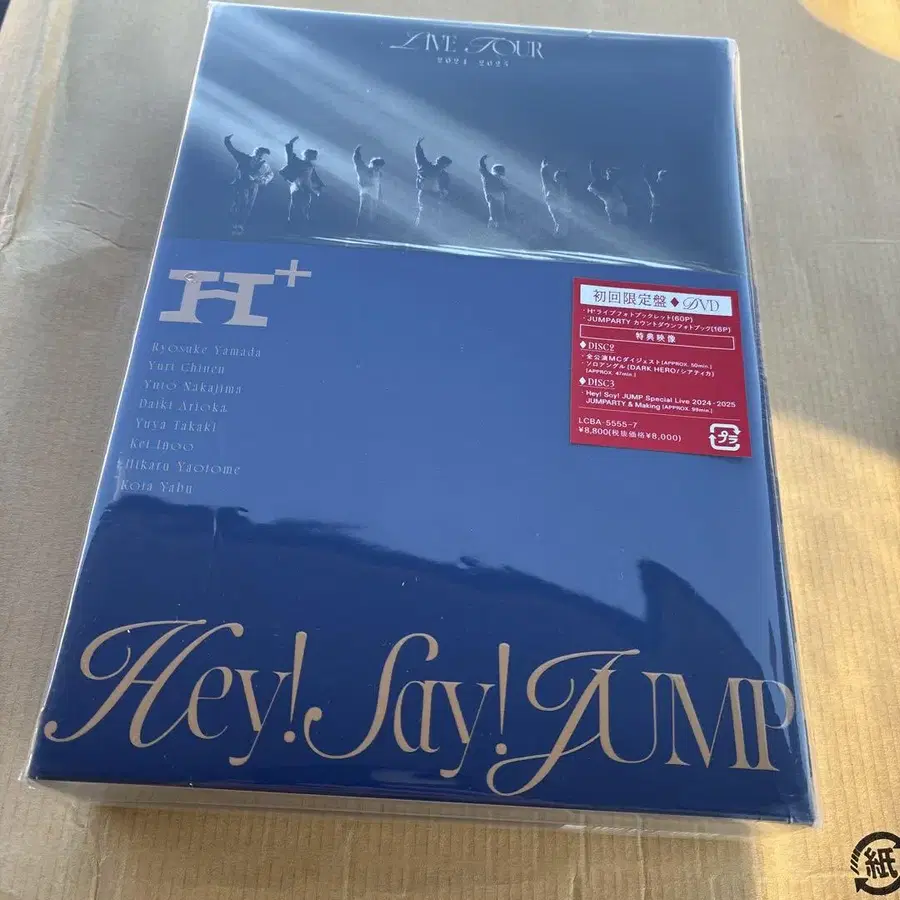 LIVE TOUR
2024-2025
H+
Ryosuke Yamada
Yuri Chinen
Yuto Nakajima
Daiki Arioka
Yuya Takaki
Kei Inoo
Hikaru Yaotome
Kota Yabu
初回限定盤♦DVD
・H⁺ライブフォトブックレット(60P)
・JUMPARTY カウントダウンフォトブック(16P)
特典映像
♦DISC2
・全公演MCダイジェスト(APPROX. 50min.)
・ソロアングル (DARK HERO/シアティカ)
(APPROX. 47min.)
♦DISC3
・Hey! Say! JUMP Special Live 2024-2025
JUMPARTY & Making (APPROX. 99min.)
LCBA・5555-7
¥8,800(税抜価格¥8,000)
プラ
Hey! Say! JUMP
紙